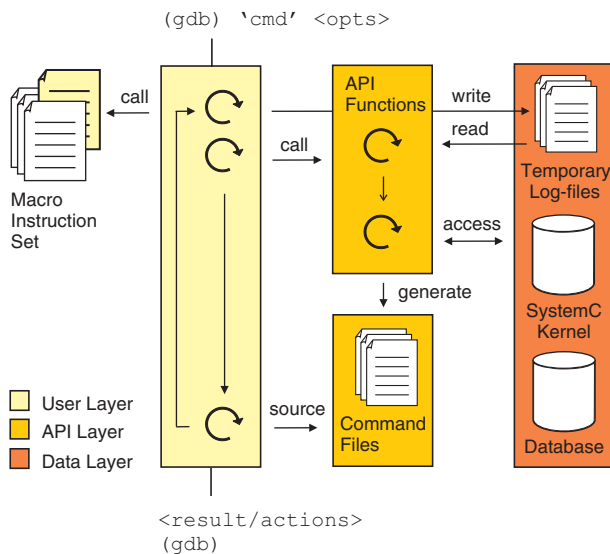 (gdb) ‘cmd’ <opts>
call
API
Functions
write
read
call
Macro
Instruction
Set
Temporary
Log-files
access
SystemC
Kernel
generate
User Layer
API Layer
Data Layer
source
Command
Files
Database
<result/actions>
(gdb)